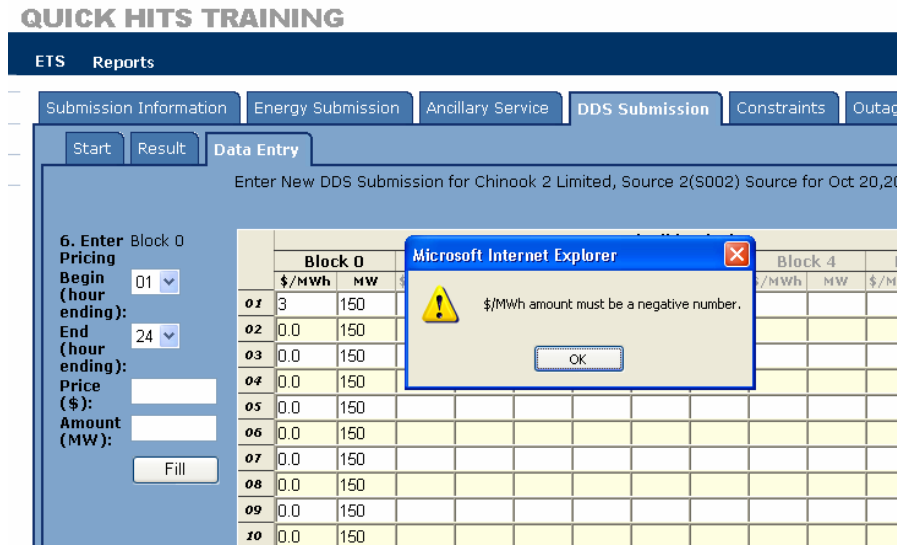 QUICK HITS TRAINING
ETS Reports
Submission Information Energy Submission Ancillary Service DDS Submission Constraints Outag
Start Result Data Entry
Enter New DDS Submission for Chinook 2 Limited, Source 2(S002) Source for Oct 20,20
6. Enter Block 0
Pricing
Begin
(hour
ending):
01
End
(hour
ending):
24
Price
($):
Amount
(MW):
Fill
Block 0 Block 4
$/MWh MW $ /MWh MW $/M
01 3 150
02 0.0 150
03 0.0 150
04 0.0 150
05 0.0 150
06 0.0 150
07 0.0 150
08 0.0 150
09 0.0 150
10 0.0 150
Microsoft Internet Explorer
$/MWh amount must be a negative number.
OK